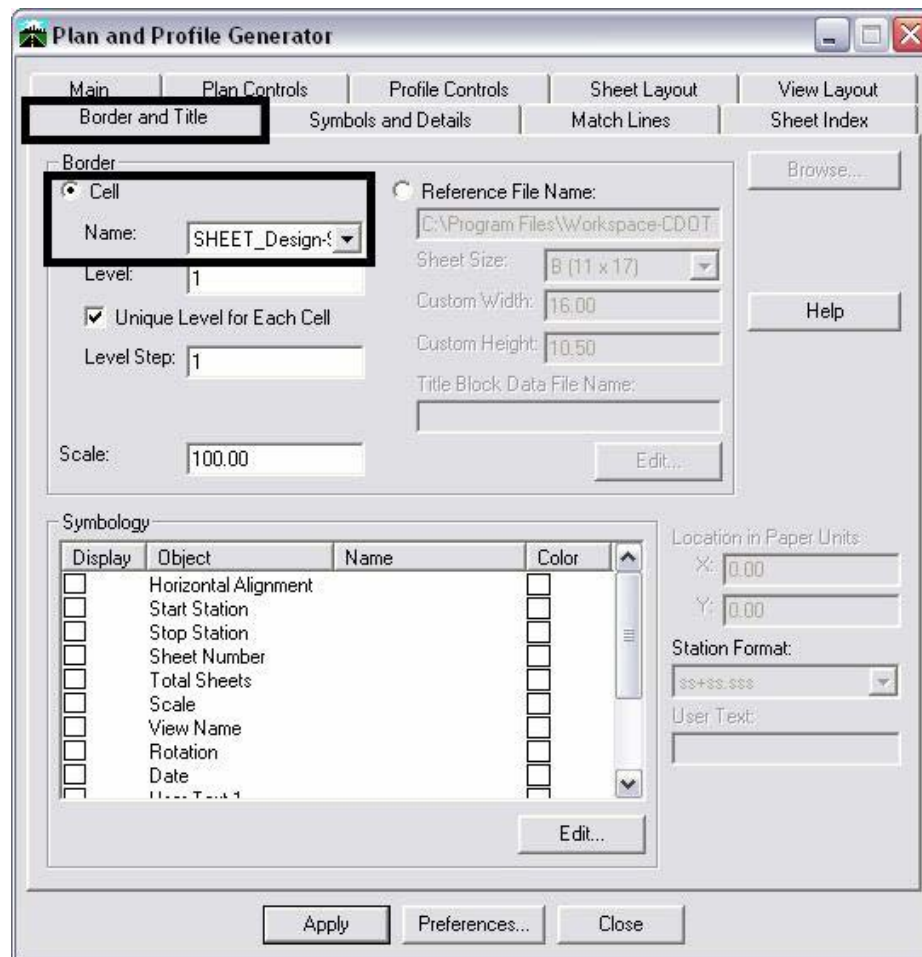 Plan and Profile Generator
Main Plan Controls Profile Controls Sheet Layout View Layout
Border and Title Symbols and Details Match Lines Sheet Index
Border
Cell
Name: SHEET_Design-S
Level: 1
Unique Level for Each Cell
Level Step: 1
Scale: 100.00
Reference File Name:
C:\Program Files\Workspace-CDOT
Sheet Size: B (11 x 17)
Custom Width: 16.00
Custom Height: 10.50
Title Block Data File Name:
Edit...
Browse...
Help
Symbology
Display Object Name Color
Horizontal Alignment
Start Station
Stop Station
Sheet Number
Total Sheets
Scale
View Name
Rotation
Date
User Text 1
Edit...
Location in Paper Units
X: 0.00
Y: 0.00
Station Format:
ss+ss.sss
User Text:
Apply Preferences... Close